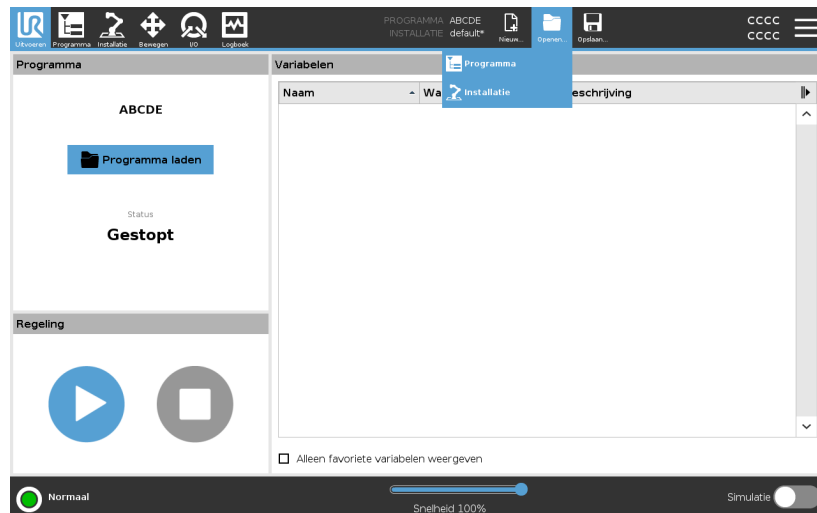 UR
PROGRAMMA ABCDE
INSTALLATIE default*
CCCC
CCCC
Uitvoeren Programma Installatie Bewegen I/O Logboek Nieuw... Openen... Opslaan...
Programma
Variabelen
Programma
Installatie
Naam Wa eschrijving
ABCDE
Programma laden
Status
Gestopt
Regeling
Alleen favoriete variabelen weergeven
Normaal
Snelheid 100%
Simulatie